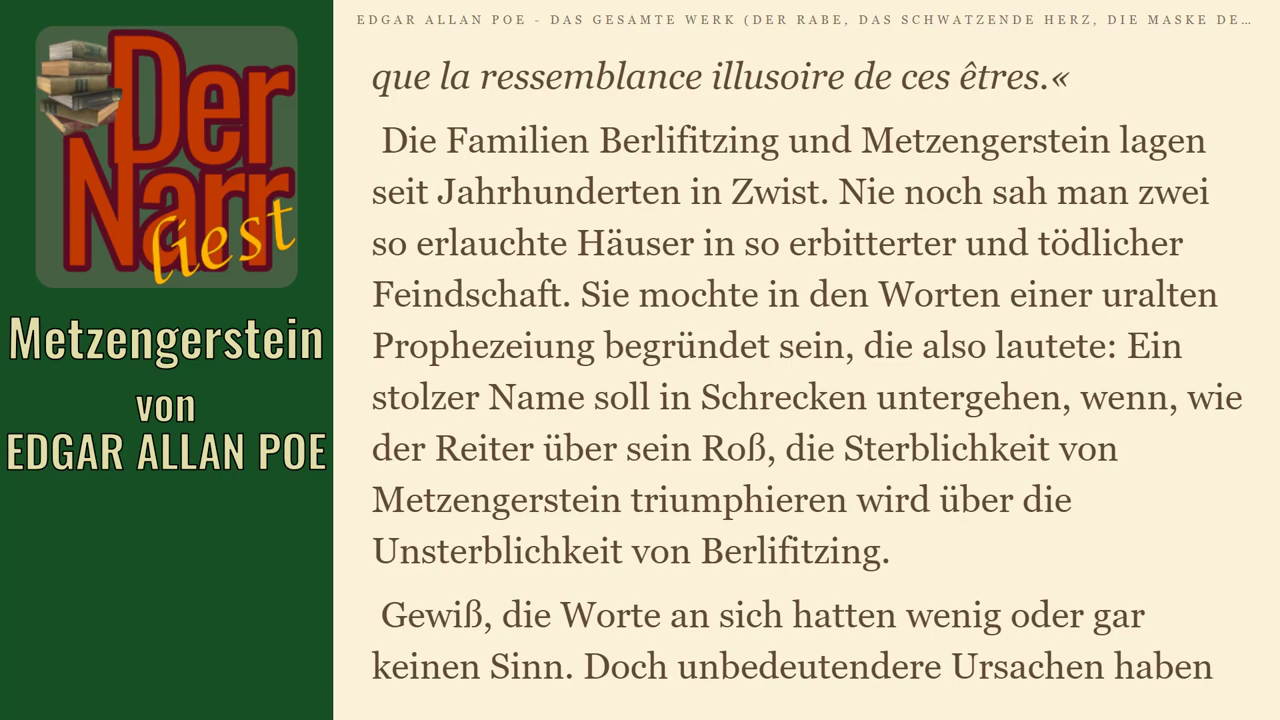 Der
Narr
liest
Metzengerstein
von
EDGAR ALLAN POE
EDGAR ALLAN POE - DAS GESAMTE WERK (DER RABE, DAS SCHWATZENDE HERZ, DIE MASKE DE…
que la ressemblance illusoire de ces êtres.«
Die Familien Berlifitzing und Metzengerstein lagen
seit Jahrhunderten in Zwist. Nie noch sah man zwei
so erlauchte Häuser in so erbitterter und tödlicher
Feindschaft. Sie mochte in den Worten einer uralten
Prophezeiung begründet sein, die also lautete: Ein
stolzer Name soll in Schrecken untergehen, wenn, wie
der Reiter über sein Roß, die Sterblichkeit von
Metzengerstein triumphieren wird über die
Unsterblichkeit von Berlifitzing.
Gewiß, die Worte an sich hatten wenig oder gar
keinen Sinn. Doch unbedeutendere Ursachen haben